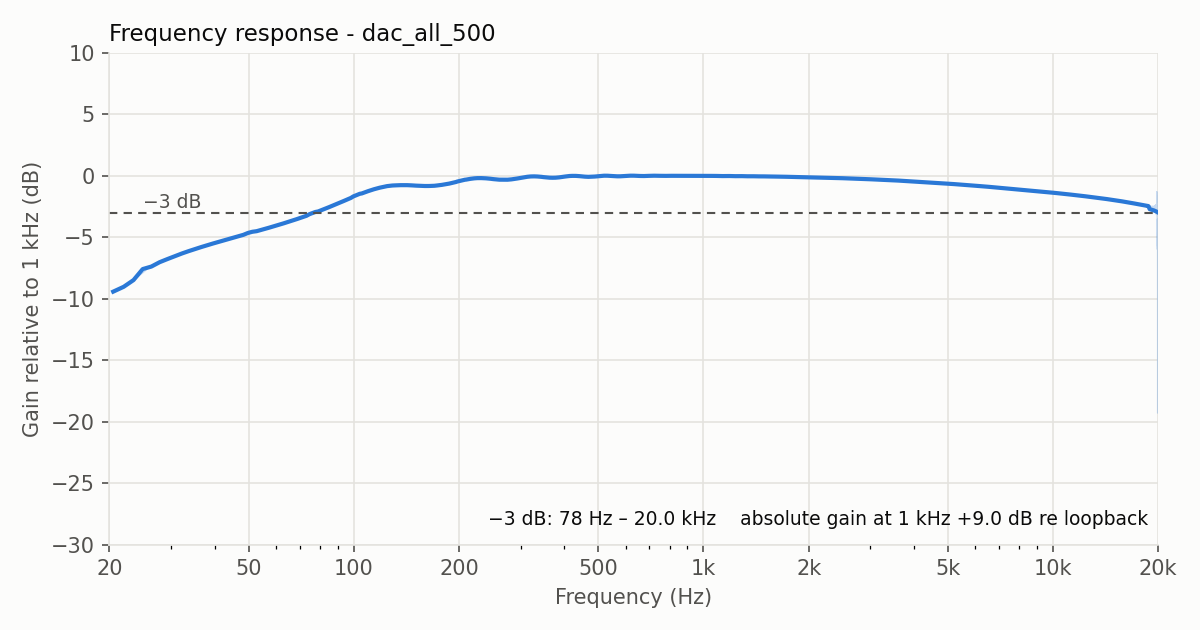 Frequency response - dac_all_500
Gain relative to 1 kHz (dB)
10
5
0
−5
−10
−15
−20
−25
−30
−3 dB
−3 dB: 78 Hz – 20.0 kHz    absolute gain at 1 kHz +9.0 dB re loopback
20 50 100 200 500 1k 2k 5k 10k 20k
Frequency (Hz)